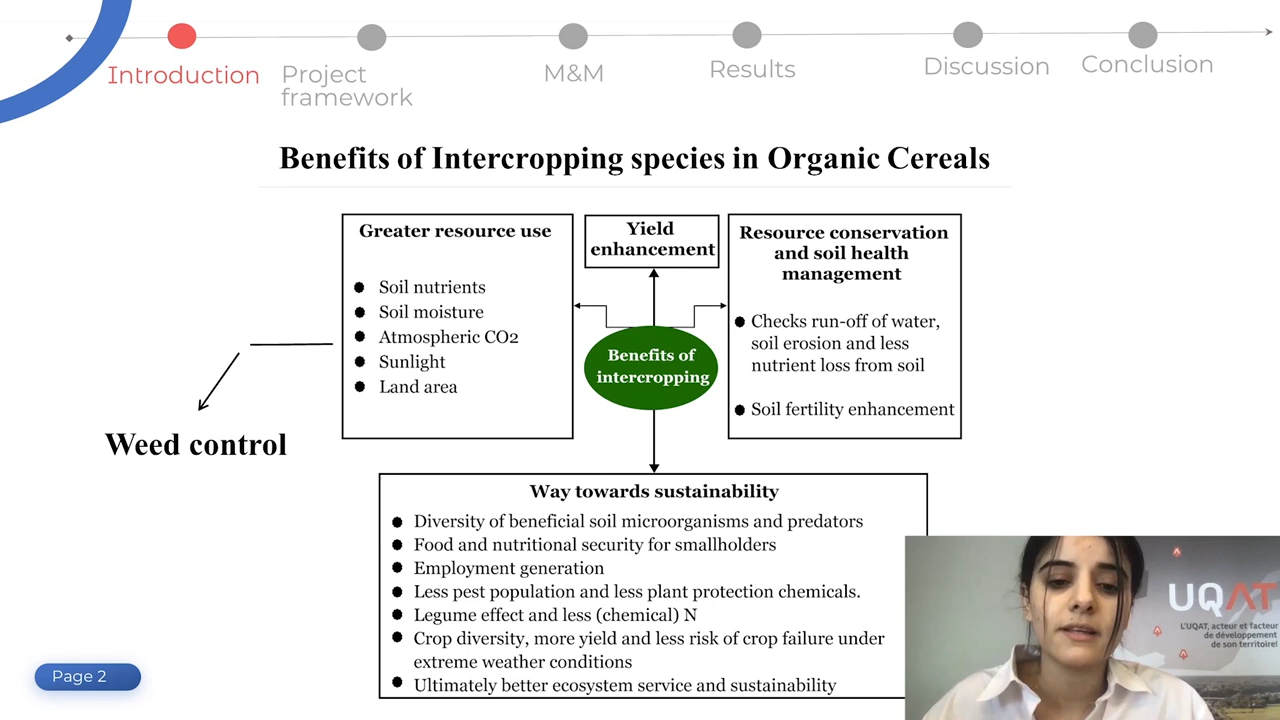 Introduction
Project
framework
M&M
Results
Discussion
Conclusion
Benefits of Intercropping species in Organic Cereals
Greater resource use
Soil nutrients
Soil moisture
Atmospheric CO2
Sunlight
Land area
Yield
enhancement
Resource conservation
and soil health
management
Checks run-off of water,
soil erosion and less
nutrient loss from soil
Soil fertility enhancement
Benefits of
intercropping
Weed control
Way towards sustainability
Diversity of beneficial soil microorganisms and predators
Food and nutritional security for smallholders
Employment generation
Less pest population and less plant protection chemicals.
Legume effect and less (chemical) N
Crop diversity, more yield and less risk of crop failure under
extreme weather conditions
Ultimately better ecosystem service and sustainability
UQAT
L'UQAT, acteur et facteur
de développement
de son territoire!
Page 2